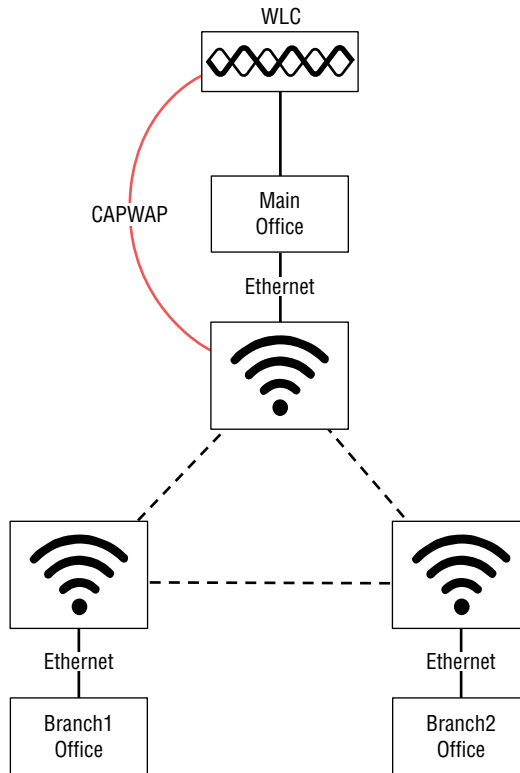 WLC
Main
Office
CAPWAP
Ethernet
Ethernet
Ethernet
Branch1
Office
Branch2
Office